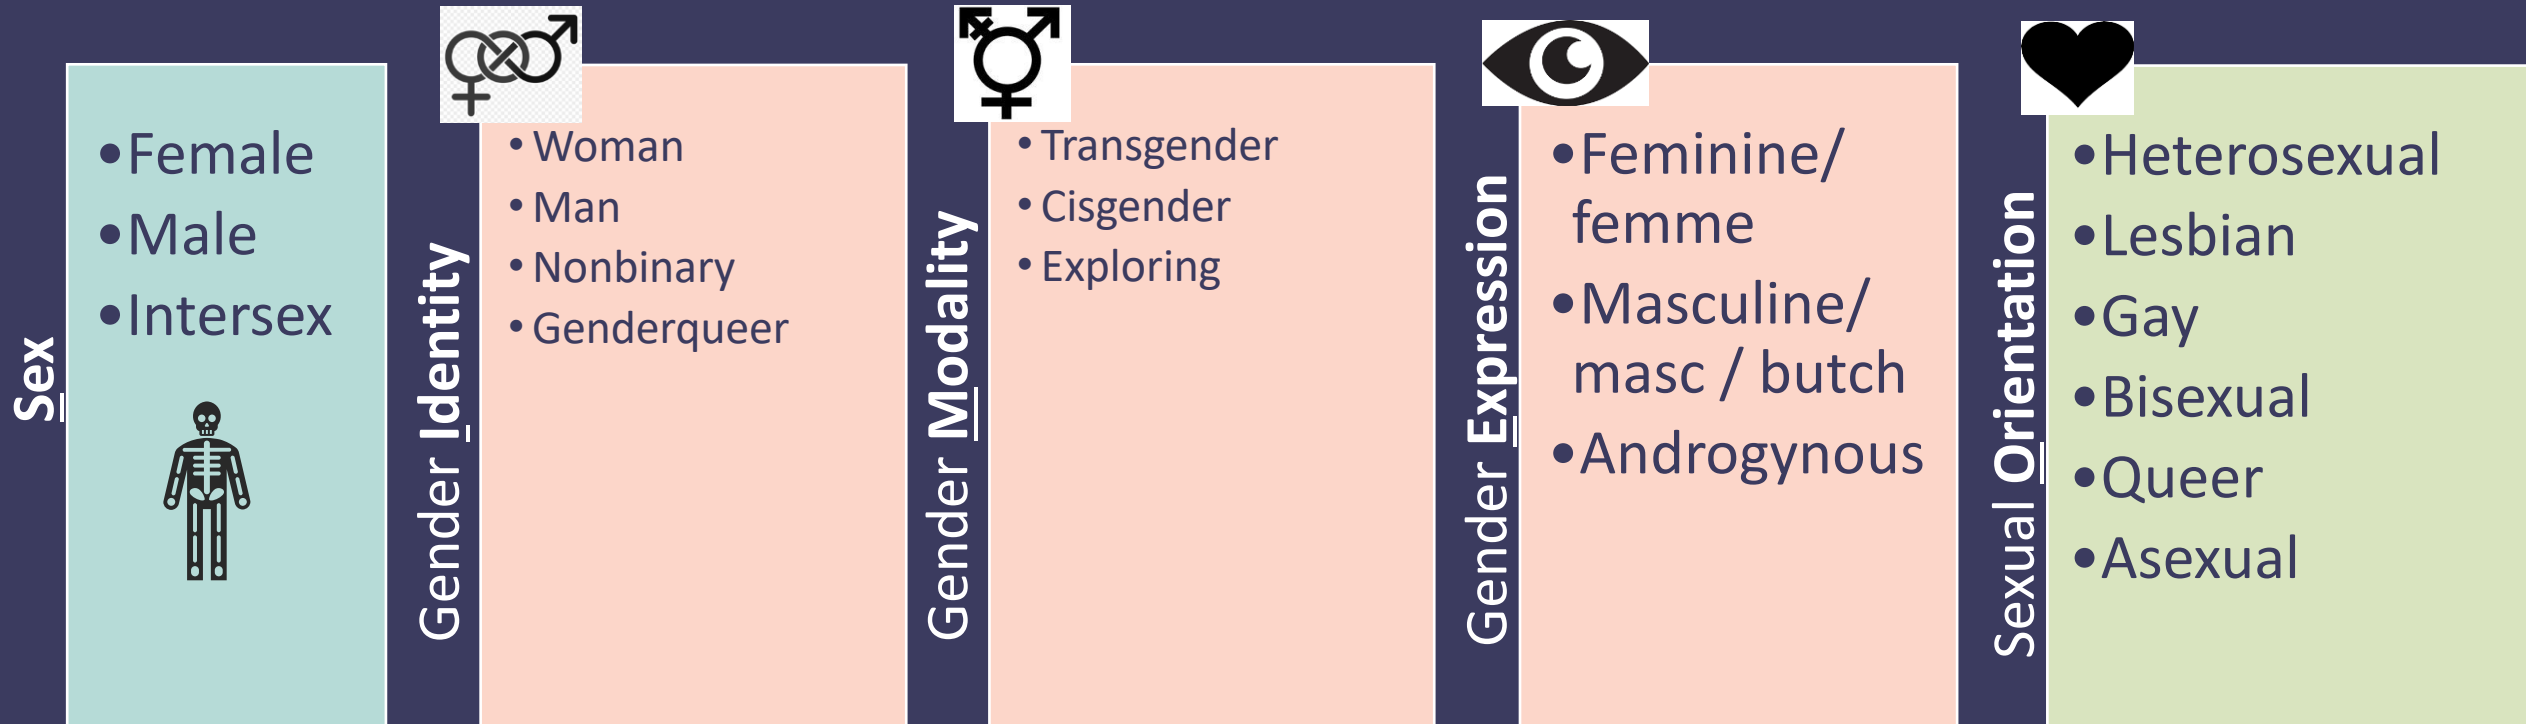 Sex
•Female
•Male
•Intersex
Gender Identity
•Woman
•Man
•Nonbinary
•Genderqueer
Gender Modality
•Transgender
•Cisgender
•Exploring
Gender Expression
•Feminine/
femme
•Masculine/
masc / butch
•Androgynous
Sexual Orientation
•Heterosexual
•Lesbian
•Gay
•Bisexual
•Queer
•Asexual